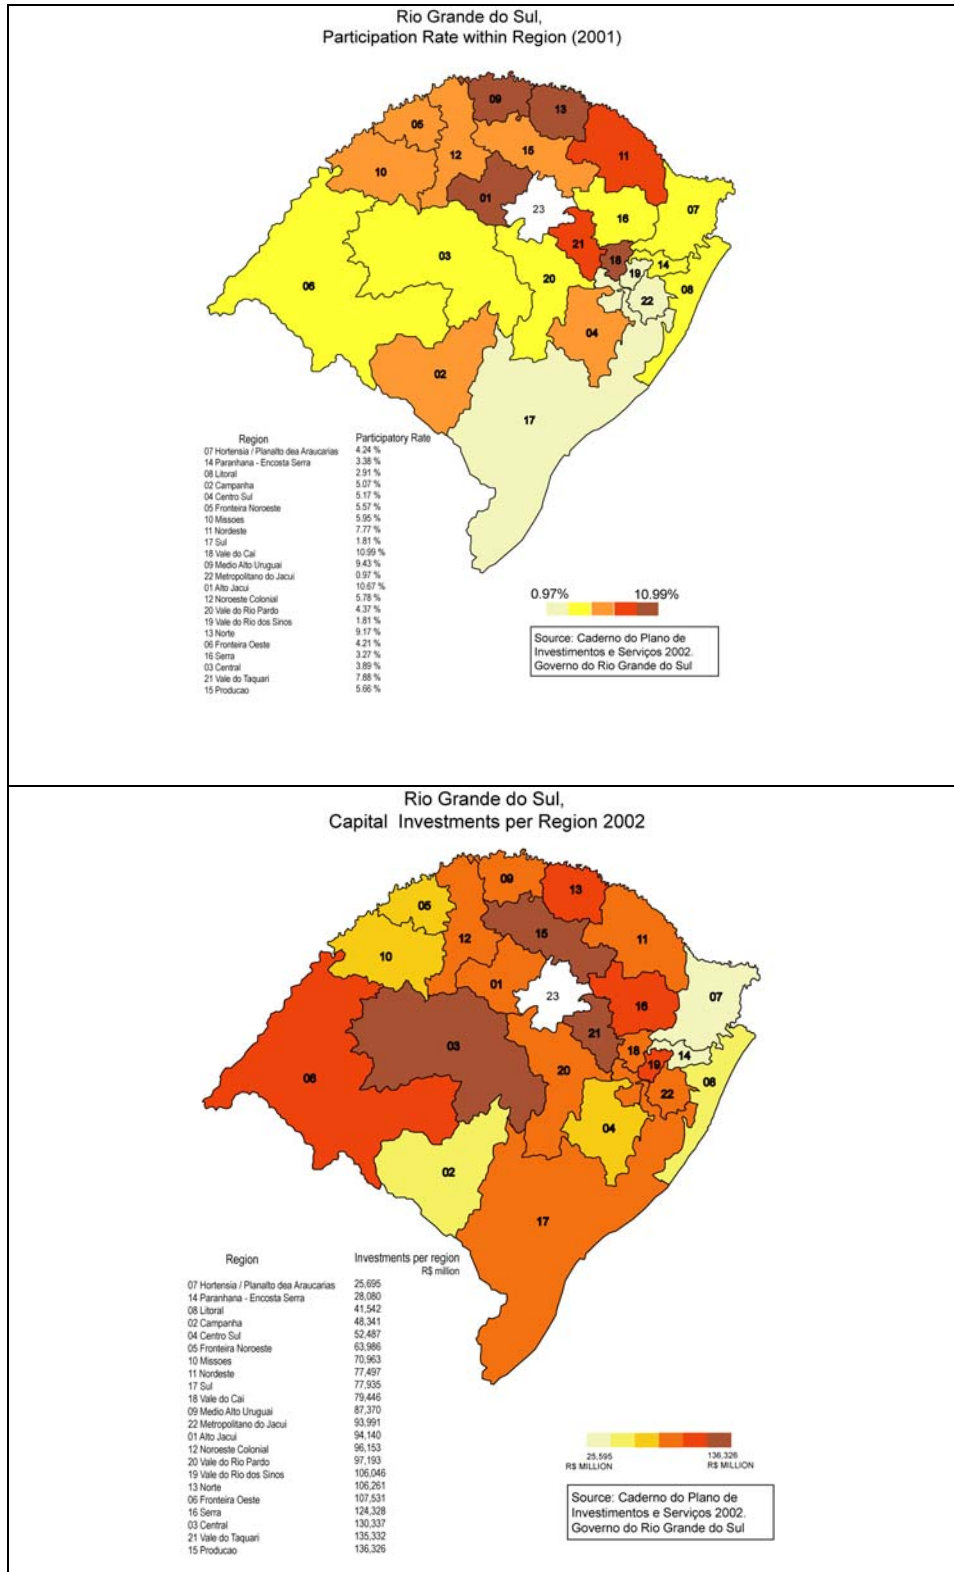 Rio Grande do Sul,
Participation Rate within Region (2001)
09
13
05
15
12
11
10
01
23
07
16
21
03
18
14
19
20
06
08
22
04
02
17
Region Participatory Rate
07 Hortensia / Planalto dea Araucarias 4.24 %
14 Paranhana - Encosta Serra 3.38 %
08 Litoral 2.91 %
02 Campanha 5.07 %
04 Centro Sul 5.17 %
05 Fronteira Noroeste 5.57 %
10 Missoes 5.95 %
11 Nordeste 7.77 %
17 Sul 1.81 %
18 Vale do Cai 10.99 %
09 Medio Alto Uruguai 9.43 %
22 Metropolitano do Jacui 0.97 %
01 Alto Jacui 10.67 %
12 Noroeste Colonial 5.78 %
20 Vale do Rio Pardo 4.37 %
19 Vale do Rio dos Sinos 1.81 %
13 Norte 9.17 %
06 Fronteira Oeste 4.21 %
16 Serra 3.27 %
03 Central 3.89 %
21 Vale do Taquari 7.88 %
15 Producao 5.66 %
0.97% 10.99%
Source: Caderno do Plano de
Investimentos e Serviços 2002.
Governo do Rio Grande do Sul
Rio Grande do Sul,
Capital Investments per Region 2002
09
13
05
15
12
11
10
01
23
07
16
21
03
18
14
19
20
06
08
22
04
02
17
Region Investments per region
R$ million
07 Hortensia / Planalto dea Araucarias 25,695
14 Paranhana - Encosta Serra 28,080
08 Litoral 41,542
02 Campanha 48,341
04 Centro Sul 52,487
05 Fronteira Noroeste 63,986
10 Missoes 70,963
11 Nordeste 77,497
17 Sul 77,935
18 Vale do Cai 79,446
09 Medio Alto Uruguai 87,370
22 Metropolitano do Jacui 93,991
01 Alto Jacui 94,140
12 Noroeste Colonial 96,153
20 Vale do Rio Pardo 97,193
19 Vale do Rio dos Sinos 106,046
13 Norte 106,261
06 Fronteira Oeste 107,531
16 Serra 124,328
03 Central 130,337
21 Vale do Taquari 135,332
15 Producao 136,326
25,595 136,326
R$ MILLION R$ MILLION
Source: Caderno do Plano de
Investimentos e Serviços 2002.
Governo do Rio Grande do Sul